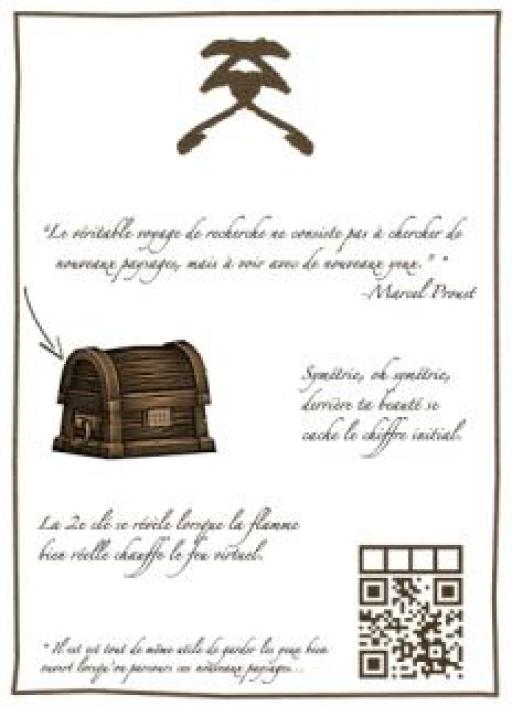 "Le véritable voyage de recherche ne consiste pas à chercher de
nouveaux paysages, mais à voir avec de nouveaux yeux." *
-Marcel Proust
Symétrie, oh symétrie,
derrière ta beauté se
cache le chiffre initial.
La 2e clé se révèle lorsque la flamme
bien réelle chauffe le feu virtuel.
* Il est est tout de même utile de garder les yeux bien
ouvert lorsqu'on parcours ces nouveaux paysages...